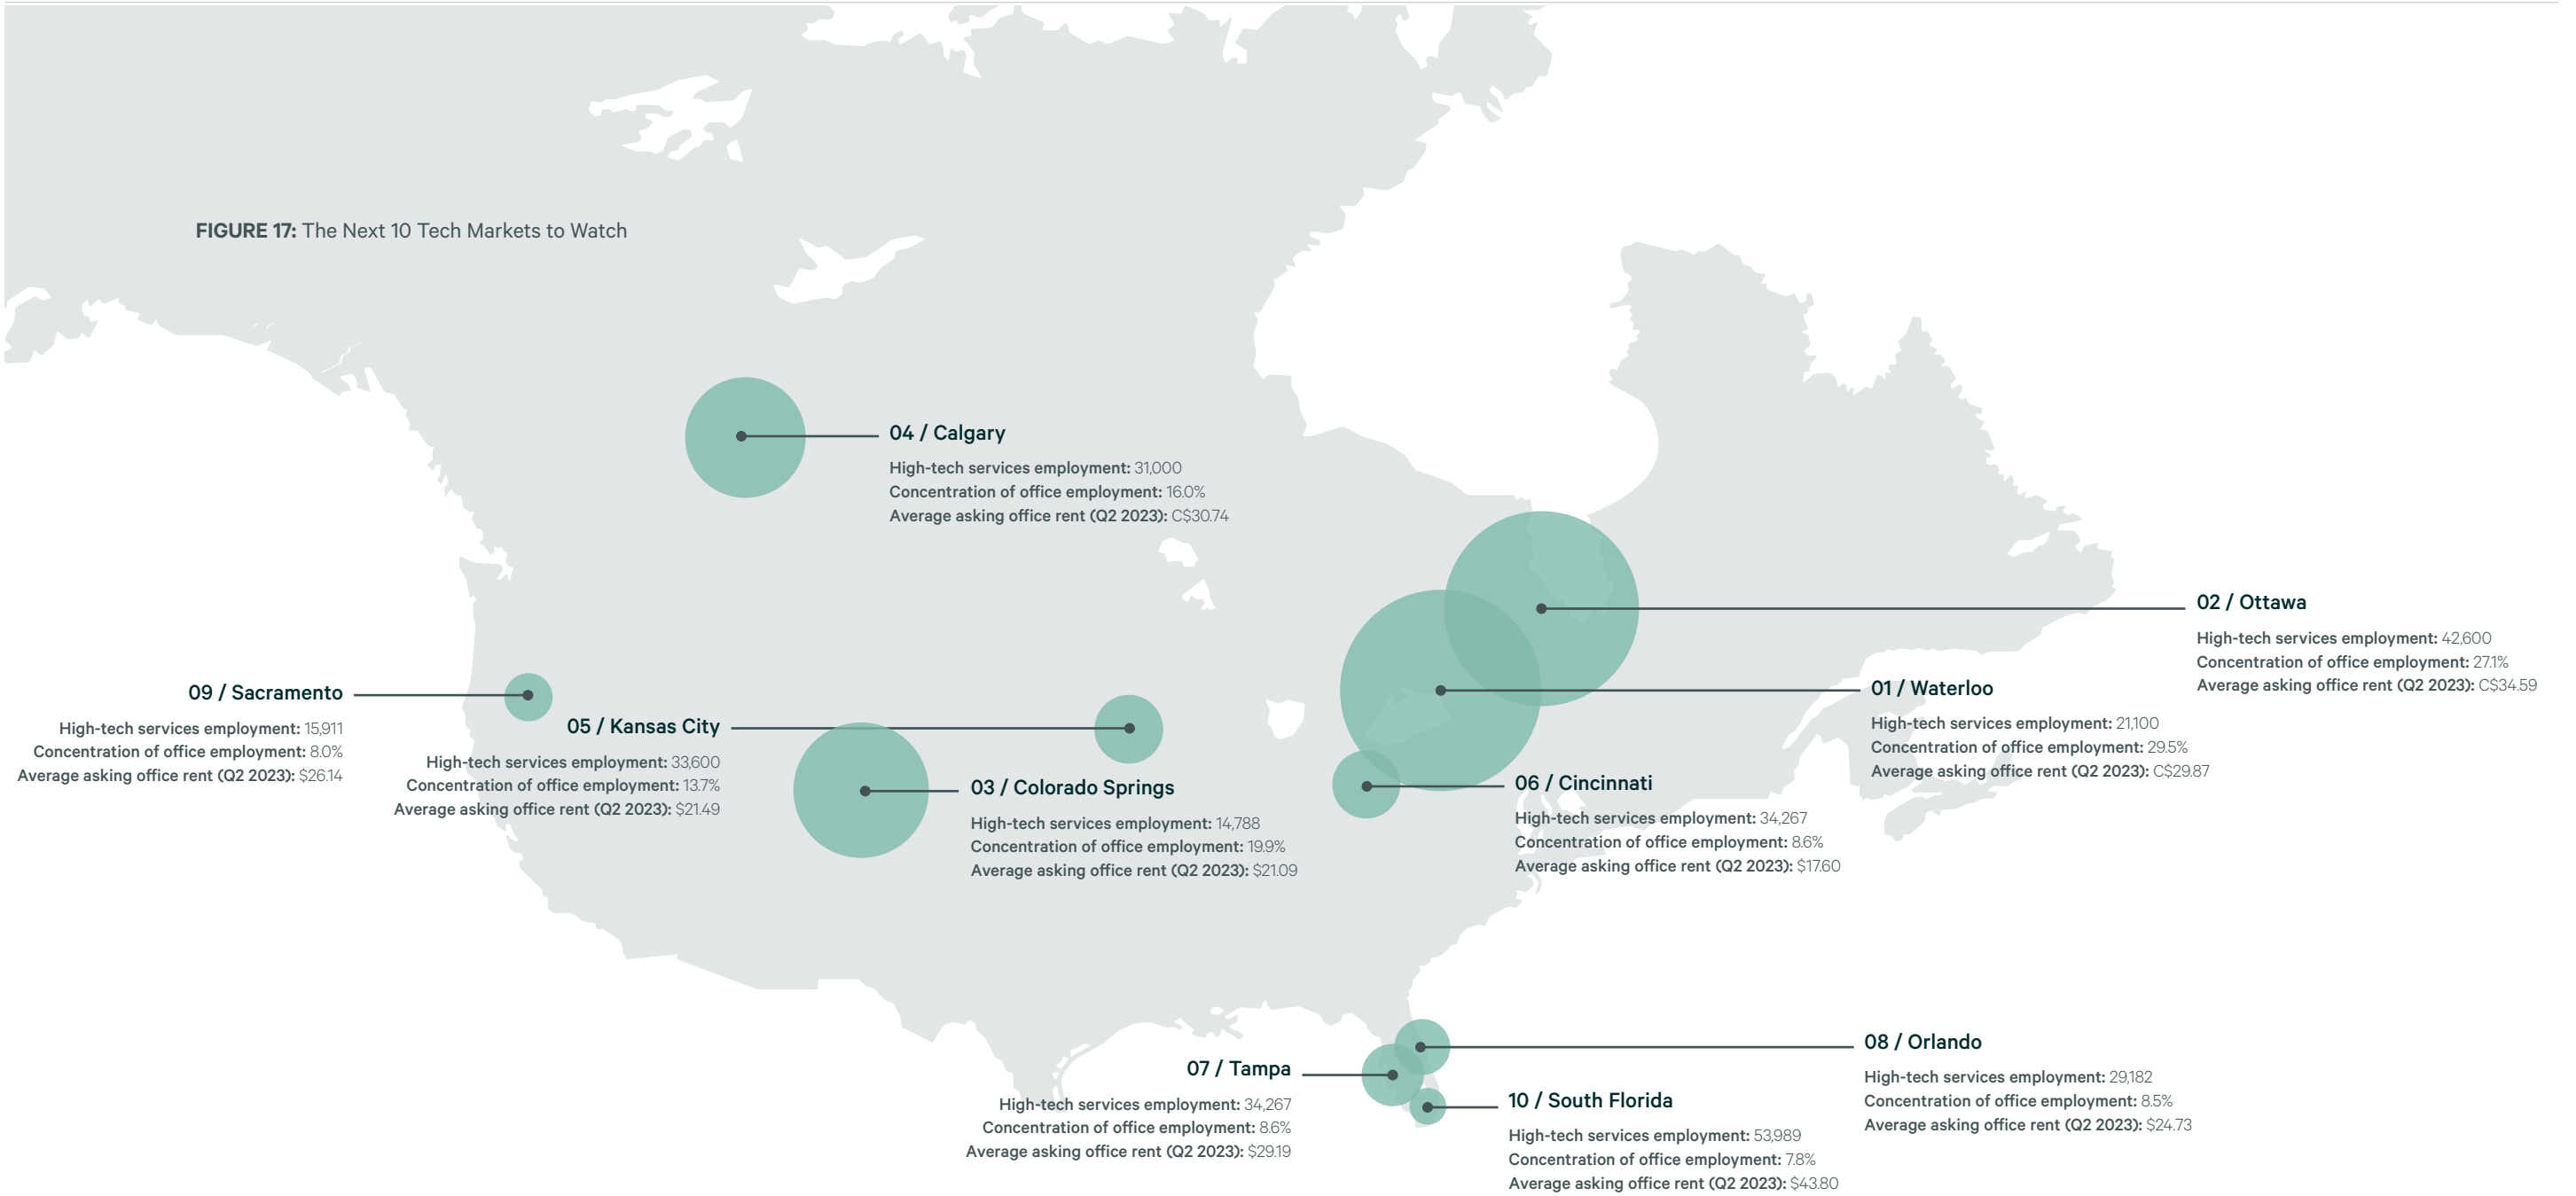 FIGURE 17: The Next 10 Tech Markets to Watch
04 / Calgary
High-tech services employment: 31,000
Concentration of office employment: 16.0%
Average asking office rent (Q2 2023): C$30.74
02 / Ottawa
High-tech services employment: 42,600
Concentration of office employment: 27.1%
Average asking office rent (Q2 2023): C$34.59
09 / Sacramento
High-tech services employment: 15,911
Concentration of office employment: 8.0%
Average asking office rent (Q2 2023): $26.14
05 / Kansas City
High-tech services employment: 33,600
Concentration of office employment: 13.7%
Average asking office rent (Q2 2023): $21.49
01 / Waterloo
High-tech services employment: 21,100
Concentration of office employment: 29.5%
Average asking office rent (Q2 2023): C$29.87
03 / Colorado Springs
High-tech services employment: 14,788
Concentration of office employment: 19.9%
Average asking office rent (Q2 2023): $21.09
06 / Cincinnati
High-tech services employment: 34,267
Concentration of office employment: 8.6%
Average asking office rent (Q2 2023): $17.60
07 / Tampa
High-tech services employment: 34,267
Concentration of office employment: 8.6%
Average asking office rent (Q2 2023): $29.19
08 / Orlando
High-tech services employment: 29,182
Concentration of office employment: 8.5%
Average asking office rent (Q2 2023): $24.73
10 / South Florida
High-tech services employment: 53,989
Concentration of office employment: 7.8%
Average asking office rent (Q2 2023): $43.80